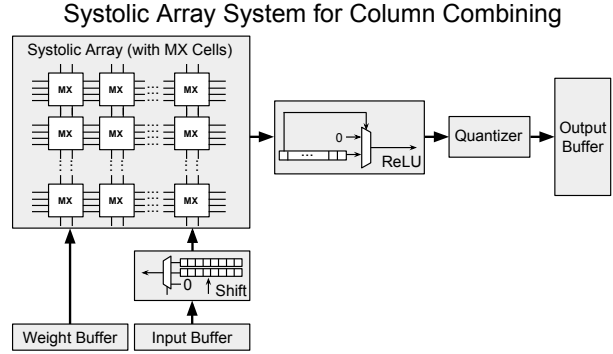 Systolic Array System for Column Combining
Systolic Array (with MX Cells)
MX MX MX
MX MX MX
MX MX MX
0
ReLU
Quantizer
Output
Buffer
0
Shift
Weight Buffer
Input Buffer